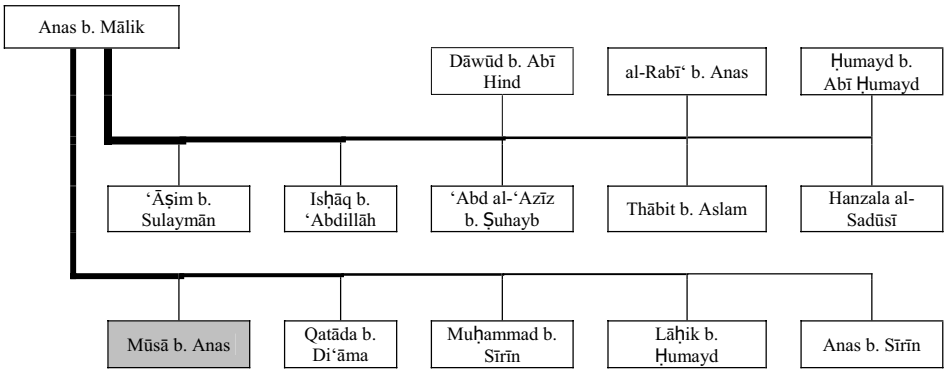 Anas b. Mālik
Dāwūd b. Abī
Hind
al-Rabī‘ b. Anas
Ḥumayd b.
Abī Ḥumayd
‘Āṣim b.
Sulaymān
Isḥāq b.
‘Abdillāh
‘Abd al-‘Azīz
b. Ṣuhayb
Thābit b. Aslam
Hanzala al-
Sadūsī
Mūsā b. Anas
Qatāda b.
Di‘āma
Muḥammad b.
Sīrīn
Lāḥik b.
Ḥumayd
Anas b. Sīrīn